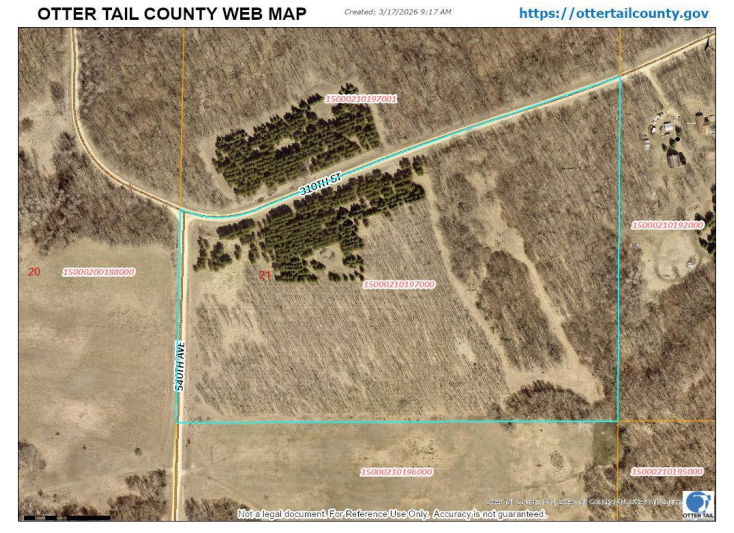 OTTER TAIL COUNTY WEB MAP
Created: 3/17/2026 9:17 AM
https://ottertailcounty.gov
15000210197001
310TH ST
15000210192000
20
15000200188000
21
15000210197000
540TH AVE
15000210196000
15000210195000
Not a legal document. For Reference Use Only. Accuracy is not guaranteed.
OTTER TAIL